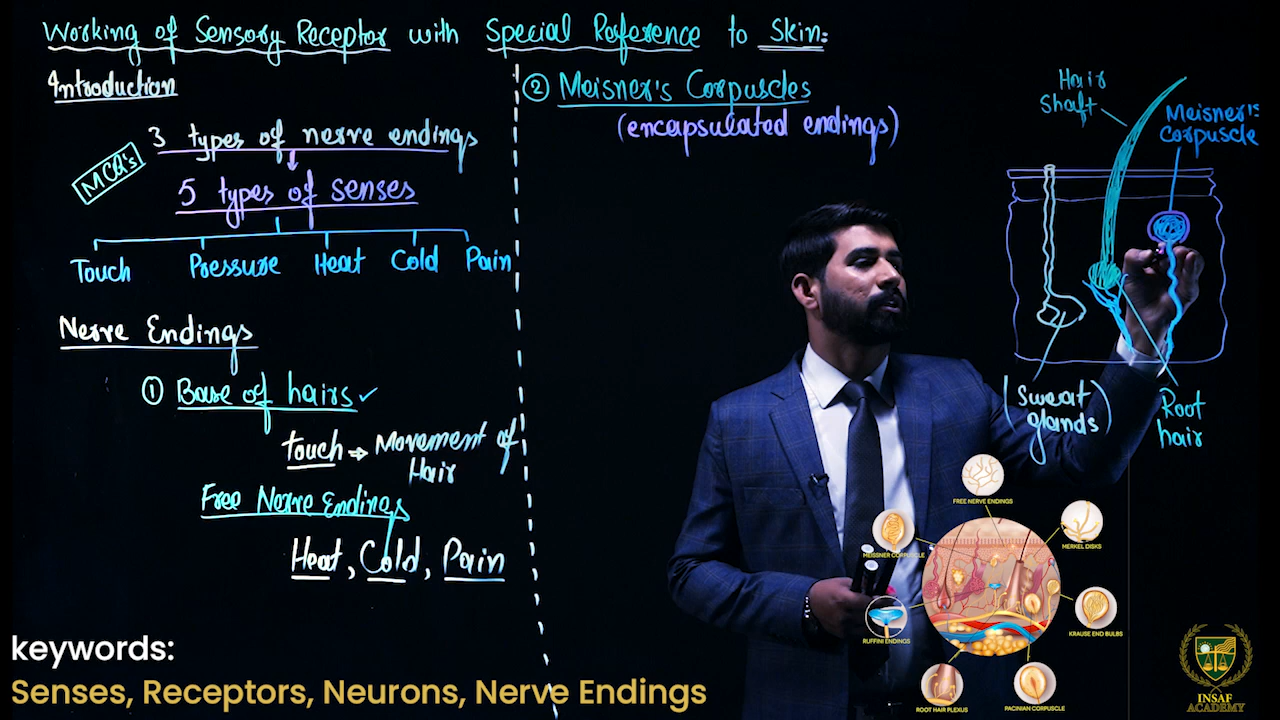 Working of Sensory Receptor with Special Reference to Skin:
Introduction
3 types of nerve endings
MCQ's
5 types of senses
Touch Pressure Heat Cold Pain
Nerve Endings
① Base of hairs ✓
touch ⇒ Movement of
Hair
Free Nerve Endings
Heat, Cold, Pain
② Meisner's Corpuscles
(encapsulated endings)
Hair
Shaft
Meisner's
Corpuscle
(Sweat
glands)
Root
hair
FREE NERVE ENDINGS
MEISSNER CORPUSCLE
MERKEL DISKS
RUFFINI ENDINGS
KRAUSE END BULBS
ROOT HAIR PLEXUS
PACINIAN CORPUSCLE
keywords:
Senses, Receptors, Neurons, Nerve Endings
INSAF
ACADEMY